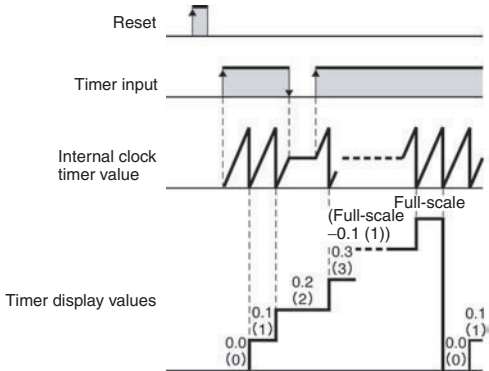 Reset
Timer input
Internal clock
timer value
Full-scale
(Full-scale
–0.1 (1))
0.3
(3)
0.2
(2)
Timer display values
0.1
(1)
0.1
(1)
0.0
(0)
0.0
(0)